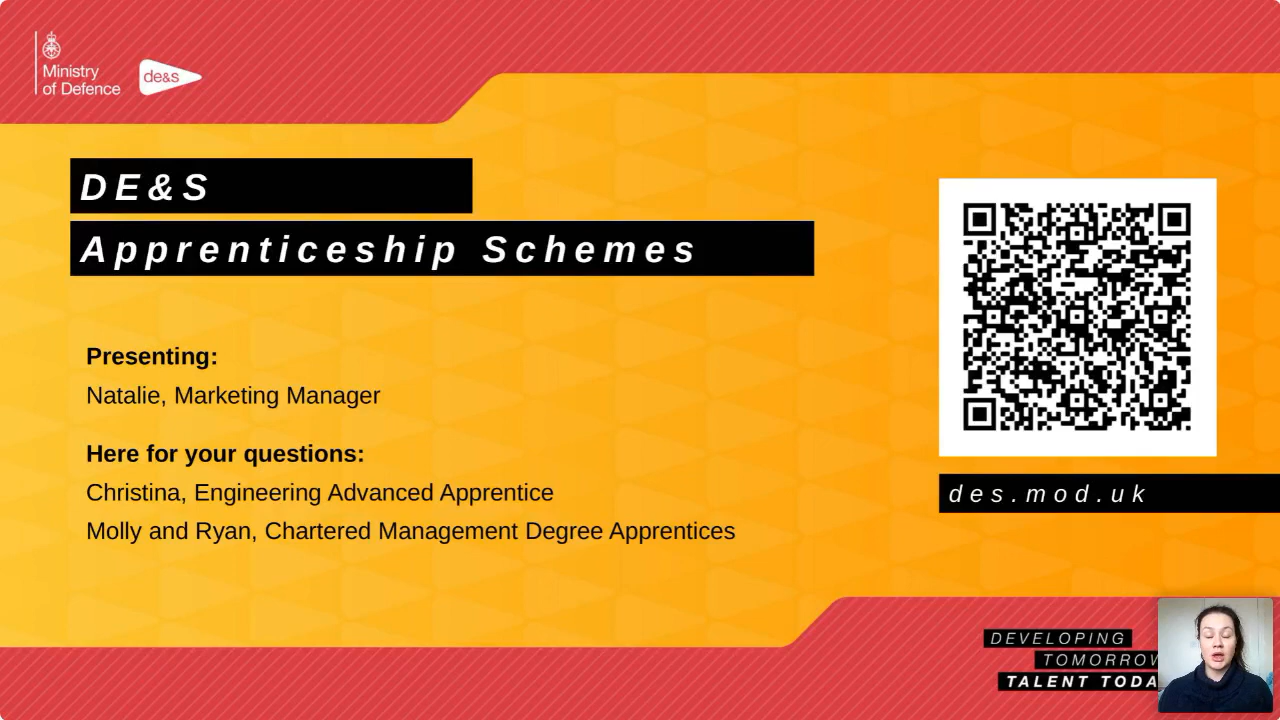 Ministry
of Defence
de&s
DE&S
Apprenticeship Schemes
Presenting:
Natalie, Marketing Manager
Here for your questions:
Christina, Engineering Advanced Apprentice
Molly and Ryan, Chartered Management Degree Apprentices
des.mod.uk
DEVELOPING
TOMORROW
TALENT TODA